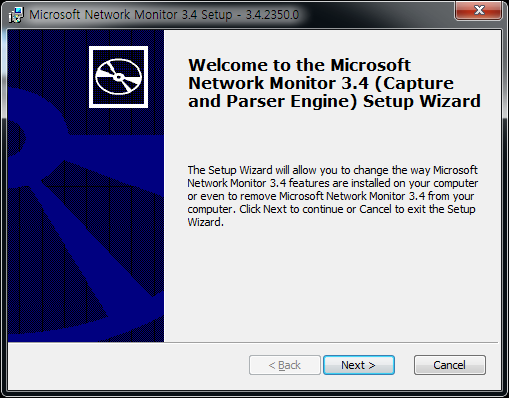 Microsoft Network Monitor 3.4 Setup - 3.4.2350.0
Welcome to the Microsoft
Network Monitor 3.4 (Capture
and Parser Engine) Setup Wizard
The Setup Wizard will allow you to change the way Microsoft
Network Monitor 3.4 features are installed on your computer
or even to remove Microsoft Network Monitor 3.4 from your
computer. Click Next to continue or Cancel to exit the Setup
Wizard.
< Back
Next >
Cancel